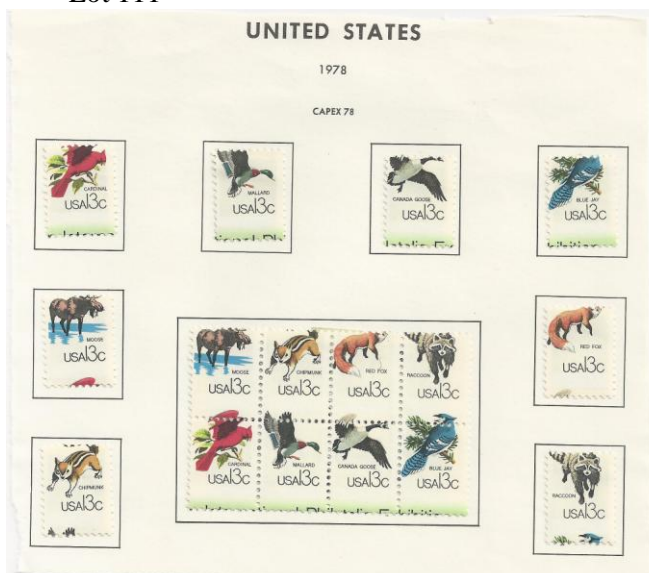 UNITED STATES
1978
CAPEX 78
CARDINAL
USA13c
MALLARD
USA13c
CANADA GOOSE
USA13c
BLUE JAY
USA13c
MOOSE
USA13c
MOOSE
USA13c
CHIPMUNK
USA13c
RED FOX
USA13c
RACCOON
USA13c
RED FOX
USA13c
CARDINAL
USA13c
MALLARD
USA13c
CANADA GOOSE
USA13c
BLUE JAY
USA13c
CHIPMUNK
USA13c
RACCOON
USA13c